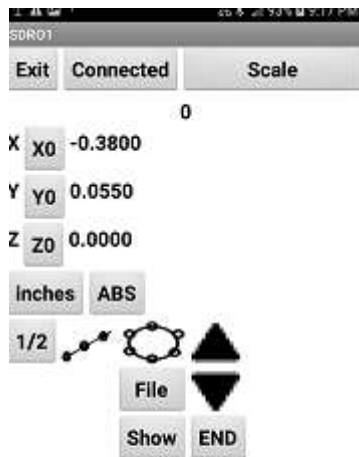 SDRO1
Exit Connected Scale
0
X X0 -0.3800
Y Y0 0.0550
Z Z0 0.0000
inches ABS
1/2
File
Show END